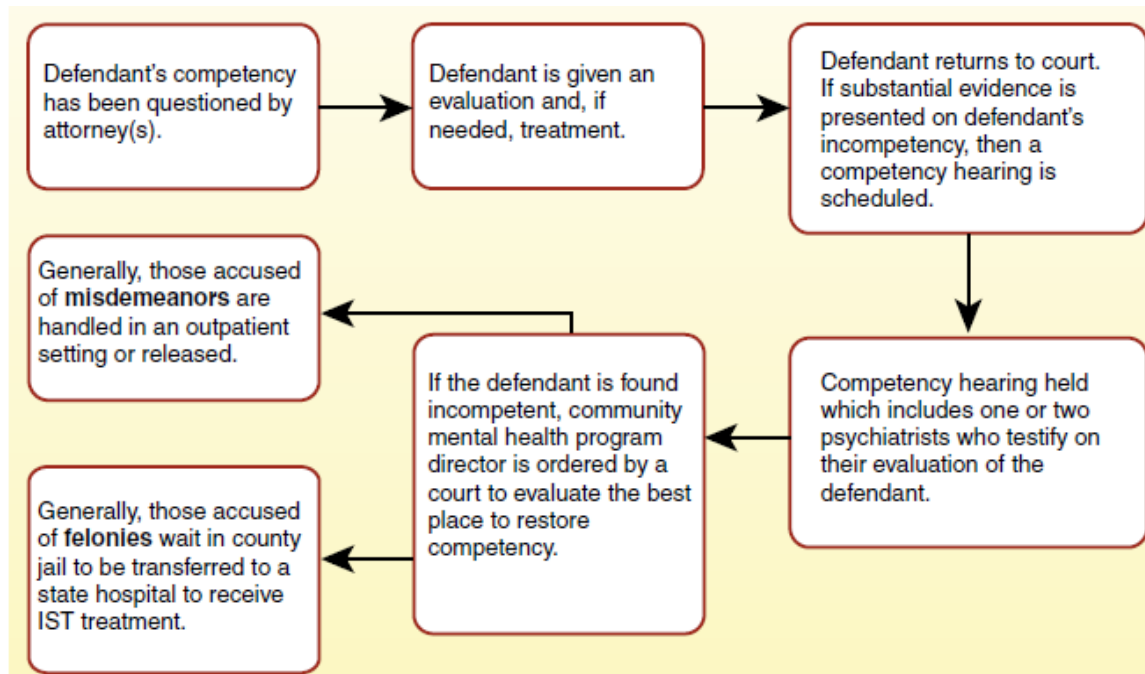 Defendant's competency
has been questioned by
attorney(s).
Defendant is given an
evaluation and, if
needed, treatment.
Defendant returns to court.
If substantial evidence is
presented on defendant's
incompetency, then a
competency hearing is
scheduled.
Competency hearing held
which includes one or two
psychiatrists who testify on
their evaluation of the
defendant.
If the defendant is found
incompetent, community
mental health program
director is ordered by a
court to evaluate the best
place to restore
competency.
Generally, those accused
of misdemeanors are
handled in an outpatient
setting or released.
Generally, those accused
of felonies wait in county
jail to be transferred to a
state hospital to receive
IST treatment.